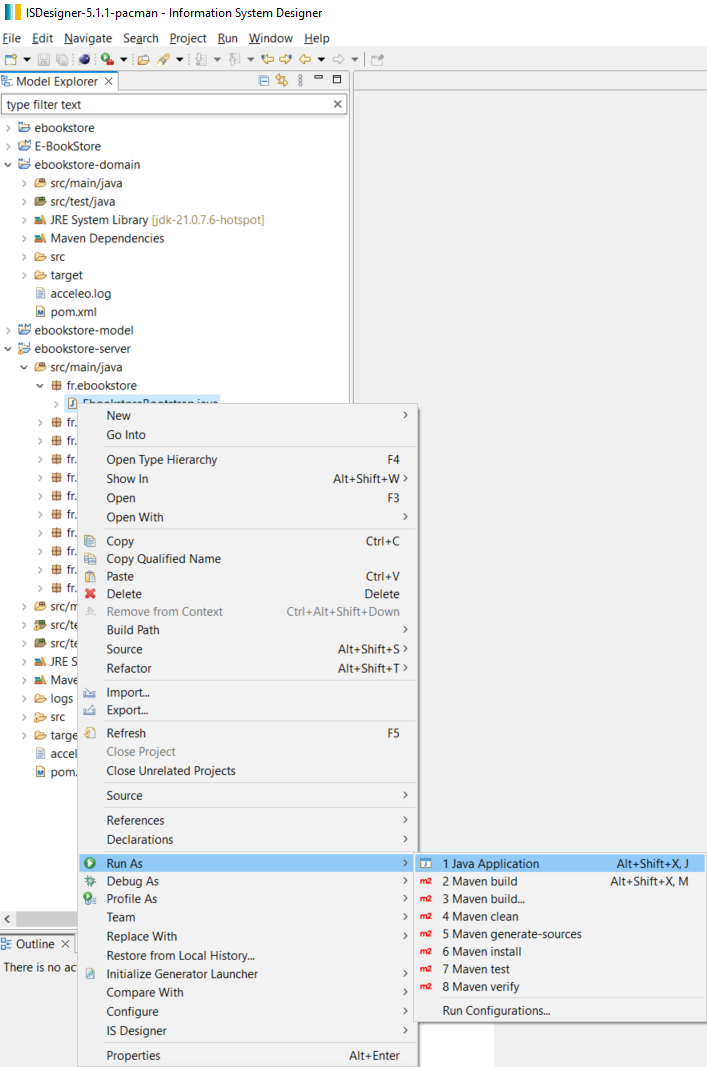 ISDesigner-5.1.1-pacman - Information System Designer
File Edit Navigate Search Project Run Window Help
Model Explorer
type filter text
ebookstore
E-BookStore
ebookstore-domain
src/main/java
src/test/java
JRE System Library [jdk-21.0.7.6-hotspot]
Maven Dependencies
src
target
acceleo.log
pom.xml
ebookstore-model
ebookstore-server
src/main/java
fr.ebookstore
EbookstoreBootstrap.java
New
fr.
Go Into
fr.
fr.
Open Type Hierarchy F4
fr.
Show In Alt+Shift+W
fr.
Open F3
fr.
Open With
fr.
Copy Ctrl+C
fr.
Copy Qualified Name
fr.
Paste Ctrl+V
fr.
Delete Delete
src/m
Remove from Context Ctrl+Alt+Shift+Down
src/te
Build Path
src/te
Source Alt+Shift+S
JRE S
Refactor Alt+Shift+T
Mave
Import...
logs
Export...
src
Refresh F5
targe
Close Project
accel
Close Unrelated Projects
pom.
Source
References
Declarations
Run As
1 Java Application Alt+Shift+X, J
Debug As
2 Maven build Alt+Shift+X, M
Profile As
3 Maven build...
Team
4 Maven clean
Replace With
5 Maven generate-sources
Outline
Restore from Local History...
6 Maven install
There is no ac
Initialize Generator Launcher
7 Maven test
Compare With
8 Maven verify
Configure
Run Configurations...
IS Designer
Properties Alt+Enter